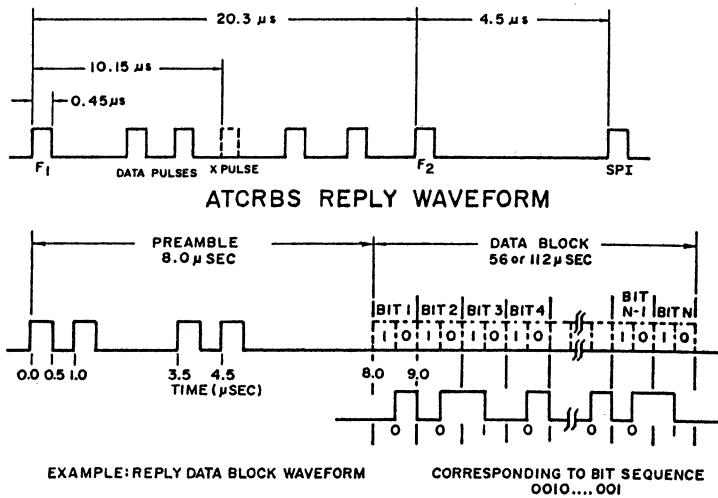 20.3 µs
4.5 µs
10.15 µs
0.45µs
F1
DATA PULSES
X PULSE
F2
SPI
ATCRBS REPLY WAVEFORM
PREAMBLE
8.0 µ SEC
DATA BLOCK
56 or 112µ SEC
BIT 1
BIT 2
BIT 3
BIT 4
BIT
N-1
BIT N
1 0 1 0 1 0 1 0 1 0 1 0
0.0 0.5 1.0 3.5 4.5 8.0 9.0
TIME (µSEC)
0 0 1 0 0 0 1
EXAMPLE: REPLY DATA BLOCK WAVEFORM
CORRESPONDING TO BIT SEQUENCE
0010....001